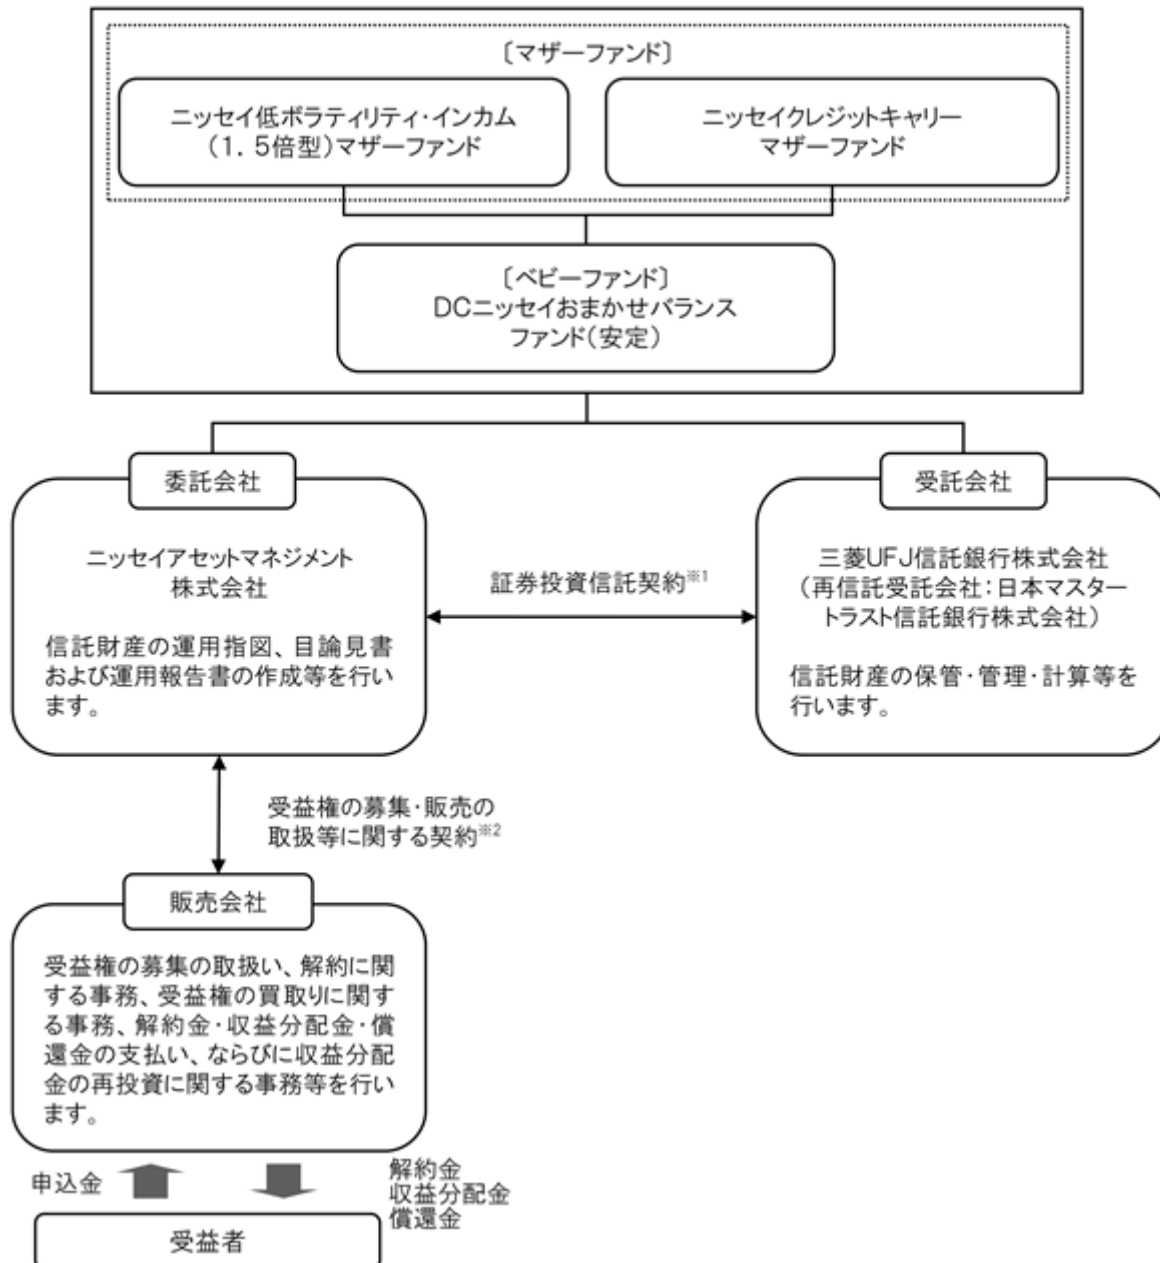 〔マザーファンド〕
ニッセイ低ボラティリティ・インカム
（１．５倍型）マザーファンド
ニッセイクレジットキャリー
マザーファンド
〔ベビーファンド〕
ＤＣニッセイおまかせバランス
ファンド（安定）
委託会社
ニッセイアセットマネジメント
株式会社
信託財産の運用指図、目論見書
および運用報告書の作成等を行い
ます。
証券投資信託契約※1
受託会社
三菱ＵＦＪ信託銀行株式会社
（再信託受託会社：日本マスター
トラスト信託銀行株式会社）
信託財産の保管・管理・計算等を
行います。
受益権の募集・販売の
取扱等に関する契約※2
販売会社
受益権の募集の取扱い、解約に関
する事務、受益権の買取りに関す
る事務、解約金・収益分配金・償
還金の支払い、ならびに収益分配
金の再投資に関する事務等を行い
ます。
申込金
解約金
収益分配金
償還金
受益者